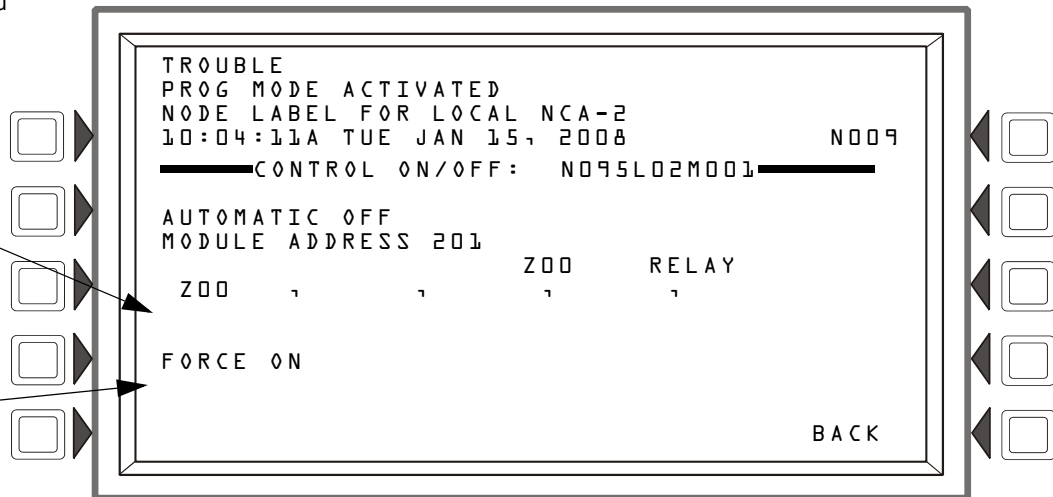 TROUBLE
PROG MODE ACTIVATED
NODE LABEL FOR LOCAL NCA-2
10:04:11A TUE JAN 15, 2008 N009
CONTROL ON/OFF: N095L02M001
AUTOMATIC OFF
MODULE ADDRESS 201
Z00 RELAY
Z00 , , , ,
FORCE ON
BACK